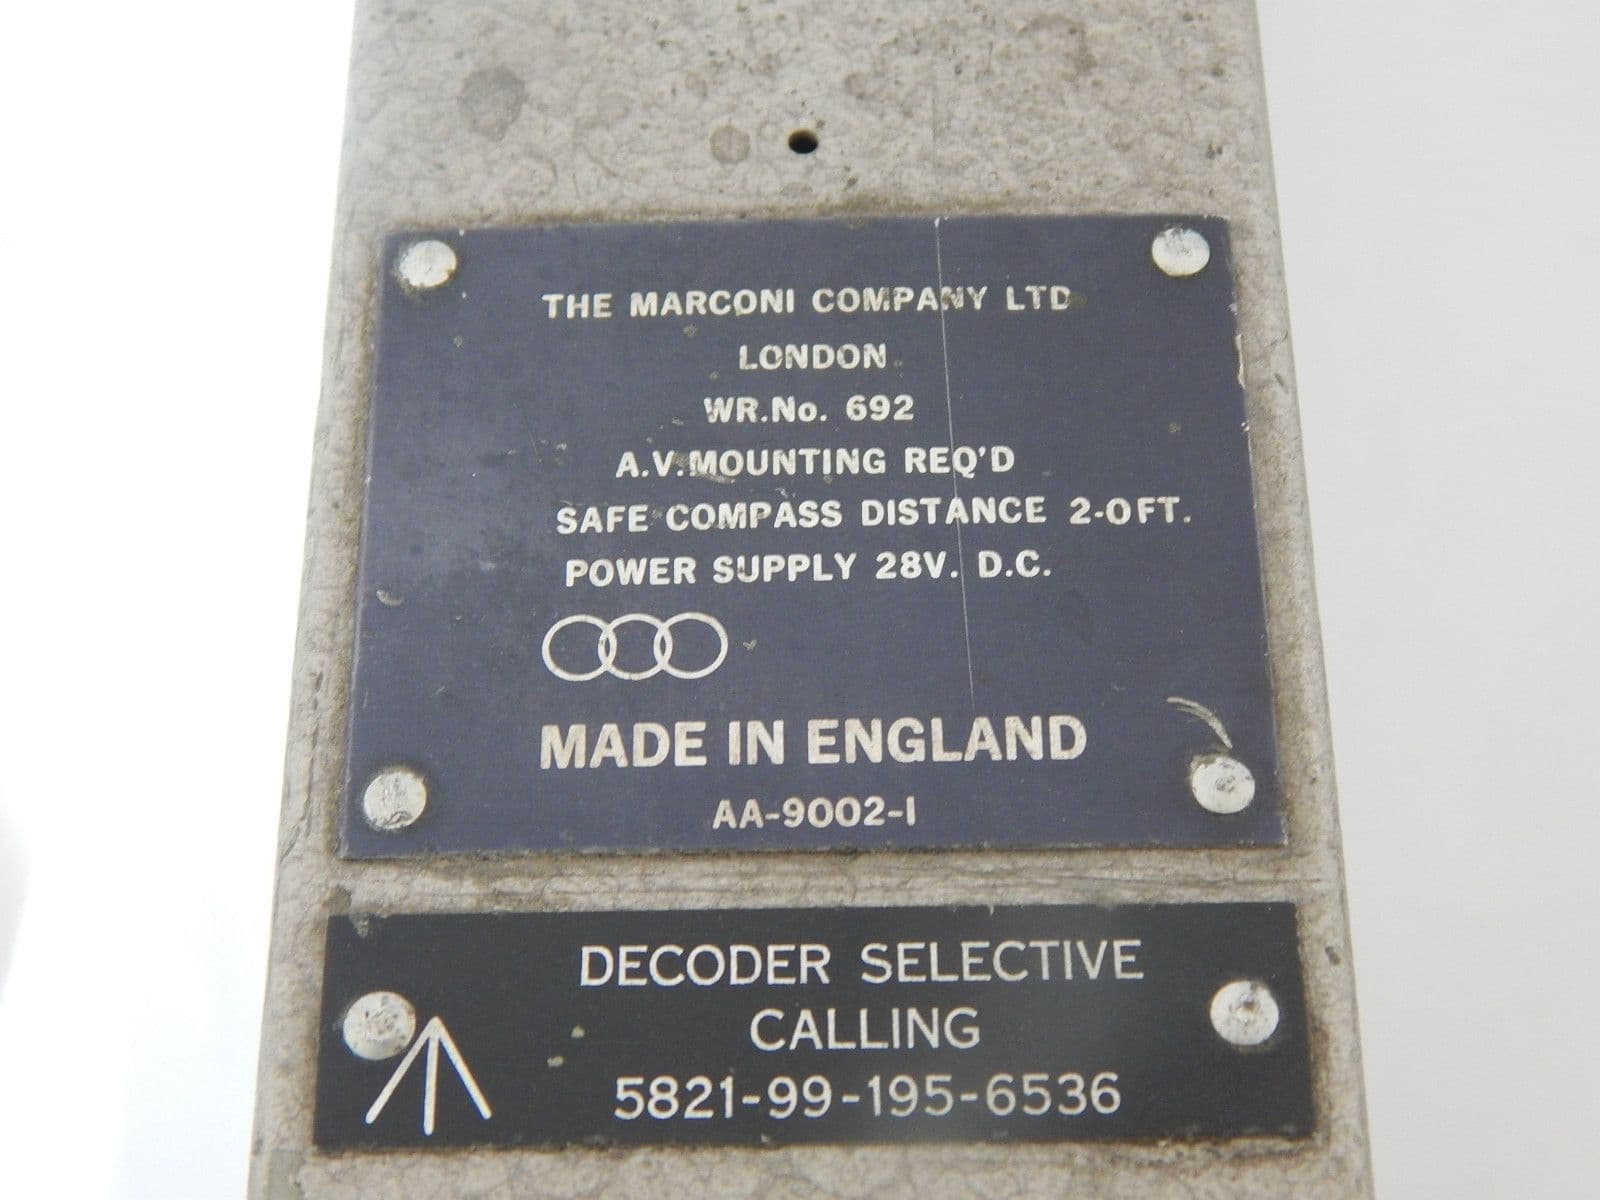 THE MARCONI COMPANY LTD
LONDON
WR.No. 692
A.V.MOUNTING REQ'D
SAFE COMPASS DISTANCE 2-0FT.
POWER SUPPLY 28V. D.C.
MADE IN ENGLAND
AA-9002-1
DECODER SELECTIVE
CALLING
5821-99-195-6536